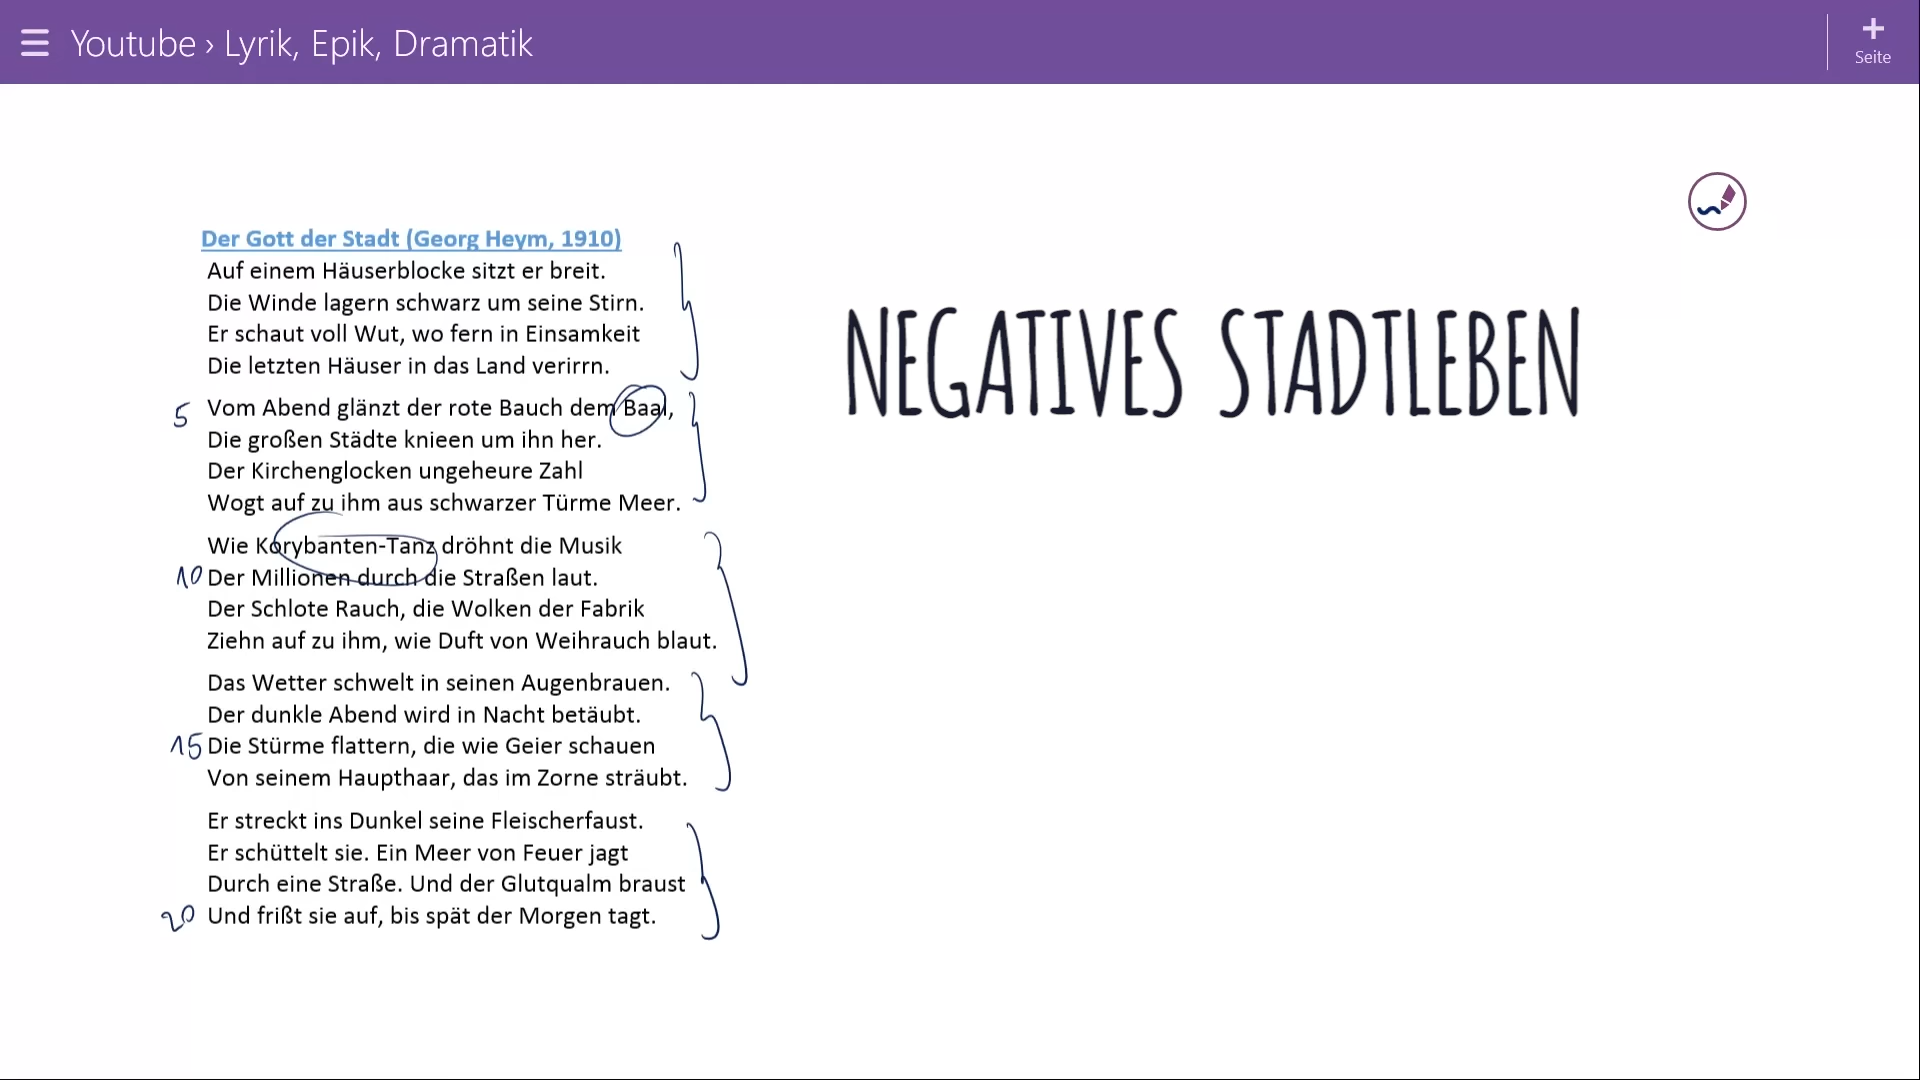 Youtube › Lyrik, Epik, Dramatik
+
Seite
Der Gott der Stadt (Georg Heym, 1910)
Auf einem Häuserblocke sitzt er breit.
Die Winde lagern schwarz um seine Stirn.
Er schaut voll Wut, wo fern in Einsamkeit
Die letzten Häuser in das Land verirrn.
5 Vom Abend glänzt der rote Bauch dem Baal,
Die großen Städte knieen um ihn her.
Der Kirchenglocken ungeheure Zahl
Wogt auf zu ihm aus schwarzer Türme Meer.
Wie Korybanten-Tanz dröhnt die Musik
10 Der Millionen durch die Straßen laut.
Der Schlote Rauch, die Wolken der Fabrik
Ziehn auf zu ihm, wie Duft von Weihrauch blaut.
Das Wetter schwelt in seinen Augenbrauen.
Der dunkle Abend wird in Nacht betäubt.
15 Die Stürme flattern, die wie Geier schauen
Von seinem Haupthaar, das im Zorne sträubt.
Er streckt ins Dunkel seine Fleischerfaust.
Er schüttelt sie. Ein Meer von Feuer jagt
Durch eine Straße. Und der Glutqualm braust
20 Und frißt sie auf, bis spät der Morgen tagt.
NEGATIVES STADTLEBEN